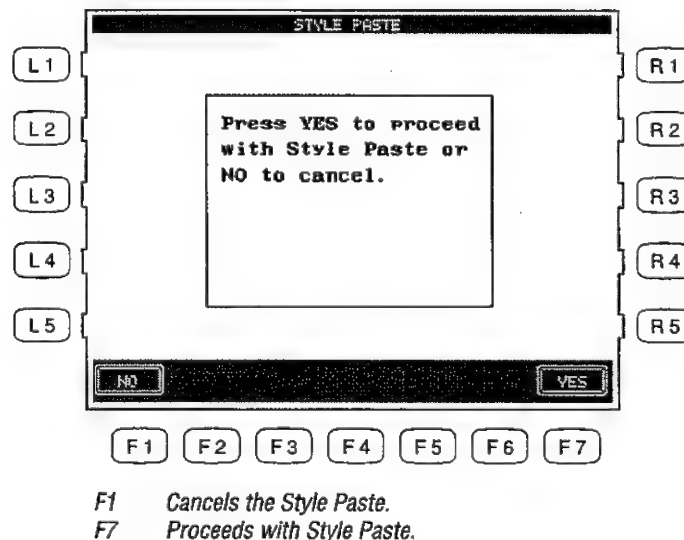 STYLE PASTE
L1
R1
Press YES to proceed
with Style Paste or
NO to cancel.
L2
R2
L3
R3
L4
R4
L5
R5
NO
YES
F1 F2 F3 F4 F5 F6 F7
F1 Cancels the Style Paste.
F7 Proceeds with Style Paste.